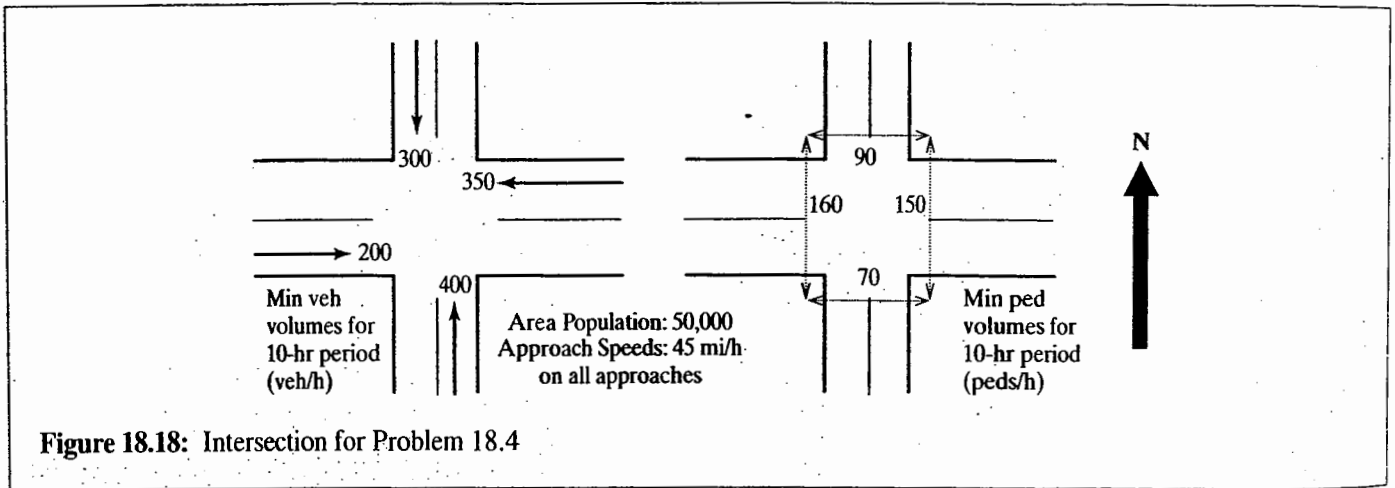 300
350
200
400
Min veh
volumes for
10-hr period
(veh/h)
Area Population: 50,000
Approach Speeds: 45 mi/h
on all approaches
90
160
150
70
Min ped
volumes for
10-hr period
(peds/h)
N
Figure 18.18: Intersection for Problem 18.4